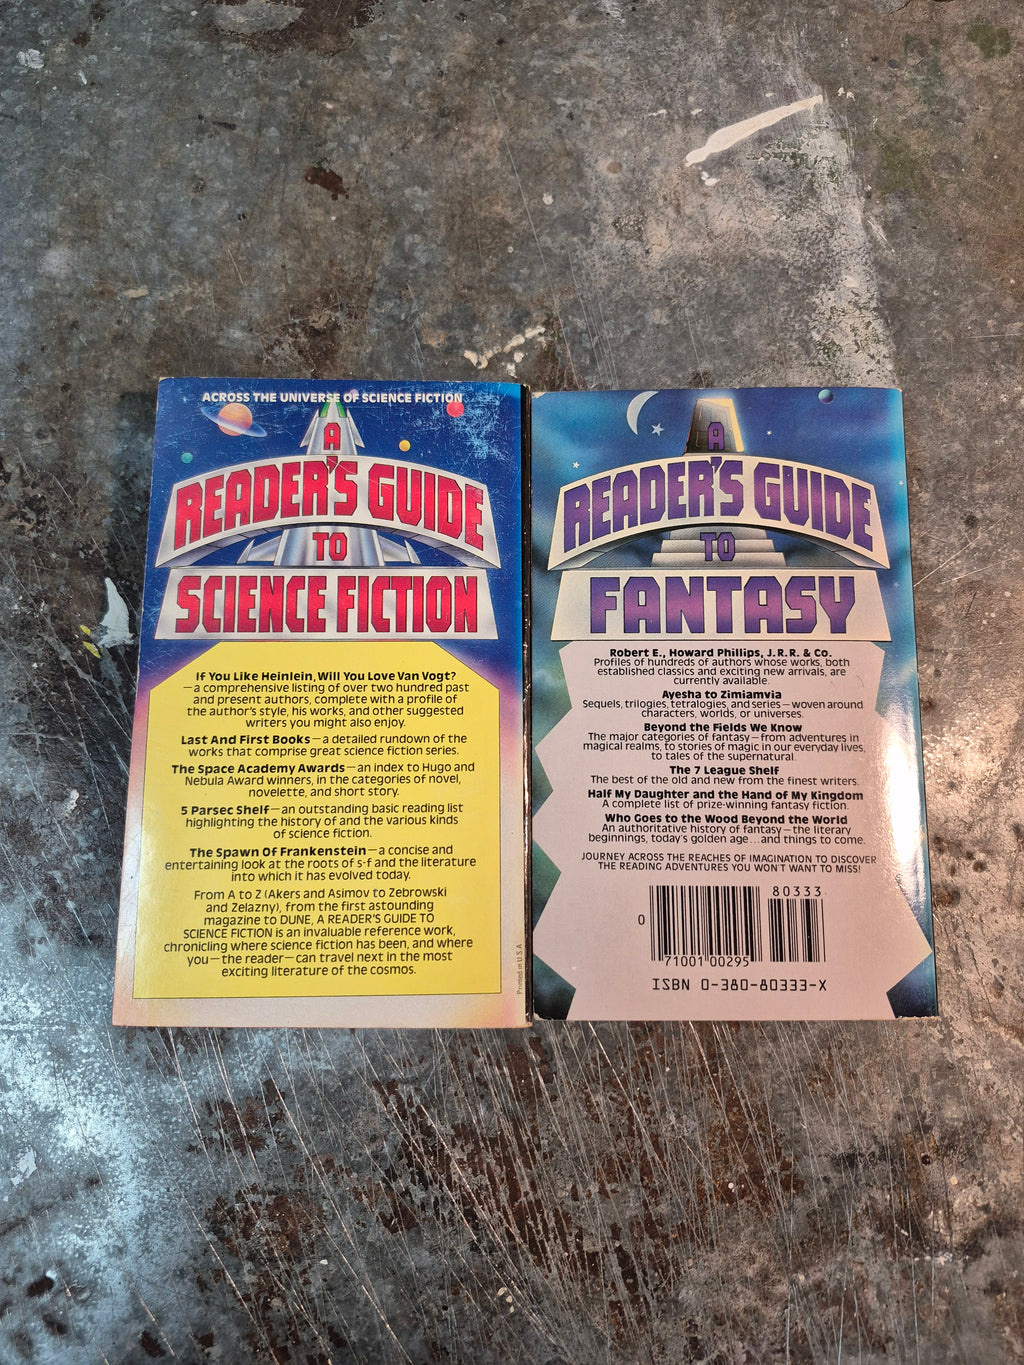 ACROSS THE UNIVERSE OF SCIENCE FICTION
A
READER'S GUIDE
TO
SCIENCE FICTION
If You Like Heinlein, Will You Love Van Vogt?
—a comprehensive listing of over two hundred past
and present authors, complete with a profile of
the author's style, his works, and other suggested
writers you might also enjoy.
Last And First Books—a detailed rundown of the
works that comprise great science fiction series.
The Space Academy Awards—an index to Hugo and
Nebula Award winners, in the categories of novel,
novelette, and short story.
5 Parsec Shelf—an outstanding basic reading list
highlighting the history of and the various kinds
of science fiction.
The Spawn Of Frankenstein—a concise and
entertaining look at the roots of s-f and the literature
into which it has evolved today.
From A to Z (Akers and Asimov to Zebrowski
and Zelazny), from the first astounding
magazine to DUNE, A READER'S GUIDE TO
SCIENCE FICTION is an invaluable reference work,
chronicling where science fiction has been, and where
you—the reader—can travel next in the most
exciting literature of the cosmos.
Printed in U.S.A.
A
READER'S GUIDE
TO
FANTASY
Robert E., Howard Phillips, J.R.R. & Co.
Profiles of hundreds of authors whose works, both
established classics and exciting new arrivals, are
currently available.
Ayesha to Zimiamvia
Sequels, trilogies, tetralogies, and series—woven around
characters, worlds, or universes.
Beyond the Fields We Know
The major categories of fantasy—from adventures in
magical realms, to stories of magic in our everyday lives,
to tales of the supernatural.
The 7 League Shelf
The best of the old and new from the finest writers.
Half My Daughter and the Hand of My Kingdom
A complete list of prize-winning fantasy fiction.
Who Goes to the Wood Beyond the World
An authoritative history of fantasy—the literary
beginnings, today's golden age...and things to come.
JOURNEY ACROSS THE REACHES OF IMAGINATION TO DISCOVER
THE READING ADVENTURES YOU WON'T WANT TO MISS!
80333
0
71001 00295
ISBN 0-380-80333-X